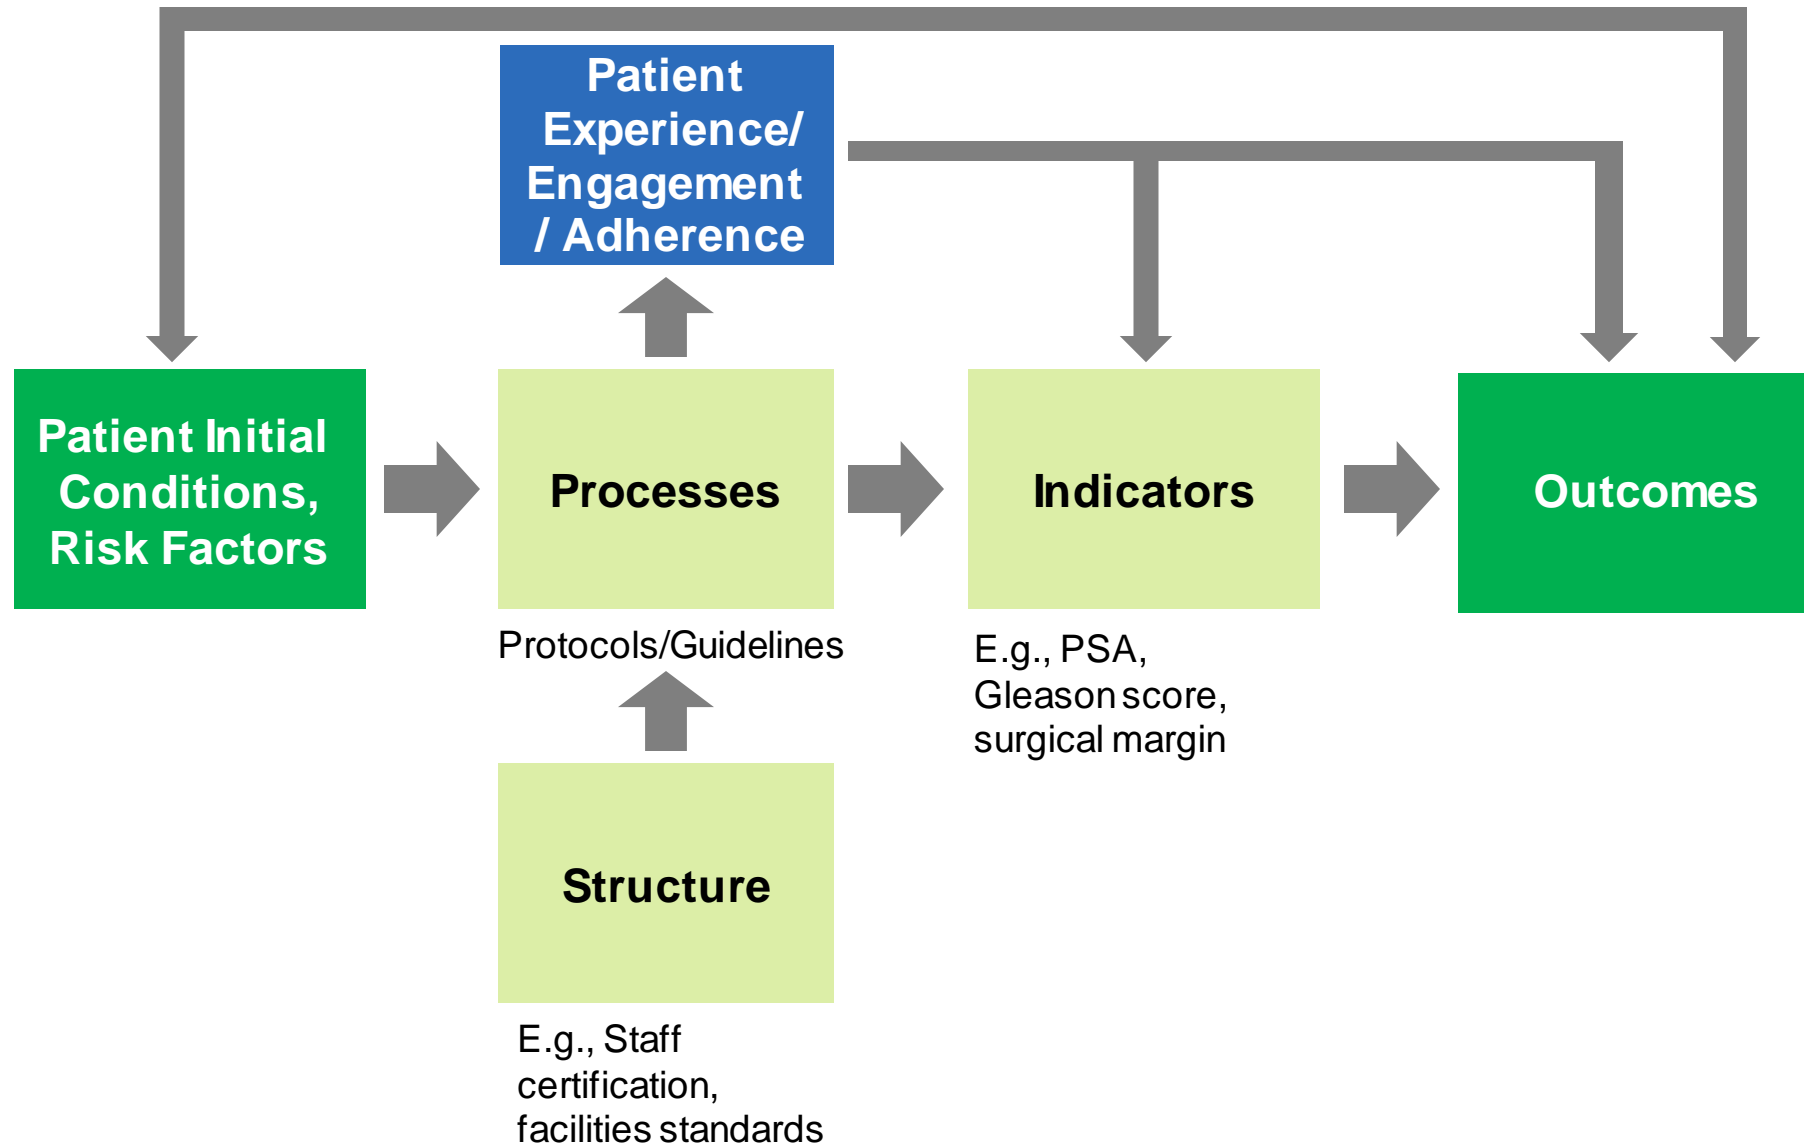 Patient
Experience/
Engagement
/ Adherence
Patient Initial
Conditions,
Risk Factors
Processes
Indicators
Outcomes
Protocols/Guidelines
E.g., PSA,
Gleason score,
surgical margin
Structure
E.g., Staff
certification,
facilities standards